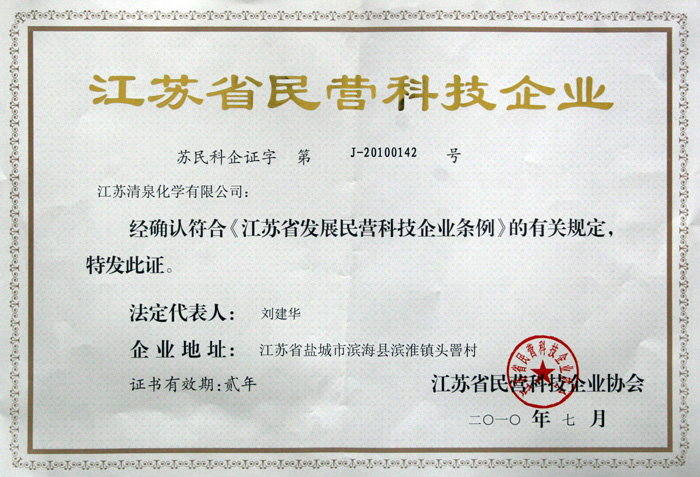 江苏省民营科技企业
苏民科企证字 第 J-20100142 号
江苏清泉化学有限公司:
经确认符合《江苏省发展民营科技企业条例》的有关规定,
特发此证。
法定代表人: 刘建华
企业地址: 江苏省盐城市滨海县滨淮镇头罾村
证书有效期:贰年
江苏省民营科技企业协会
二〇一〇年七月